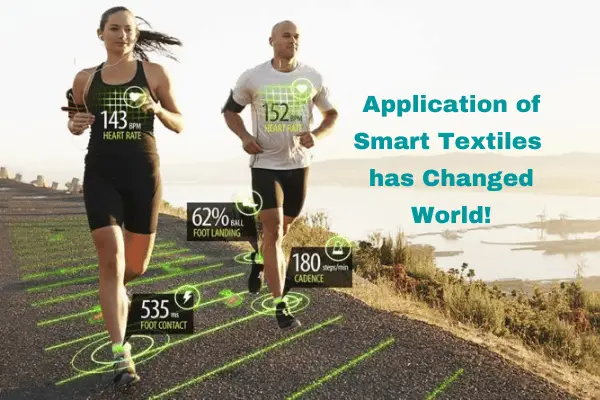 Application of
Smart Textiles
has Changed
World!
143 BPM
HEART RATE
152 BPM
HEART RATE
62% BALL
FOOT LANDING
180 steps/min
CADENCE
535 ms
FOOT CONTACT